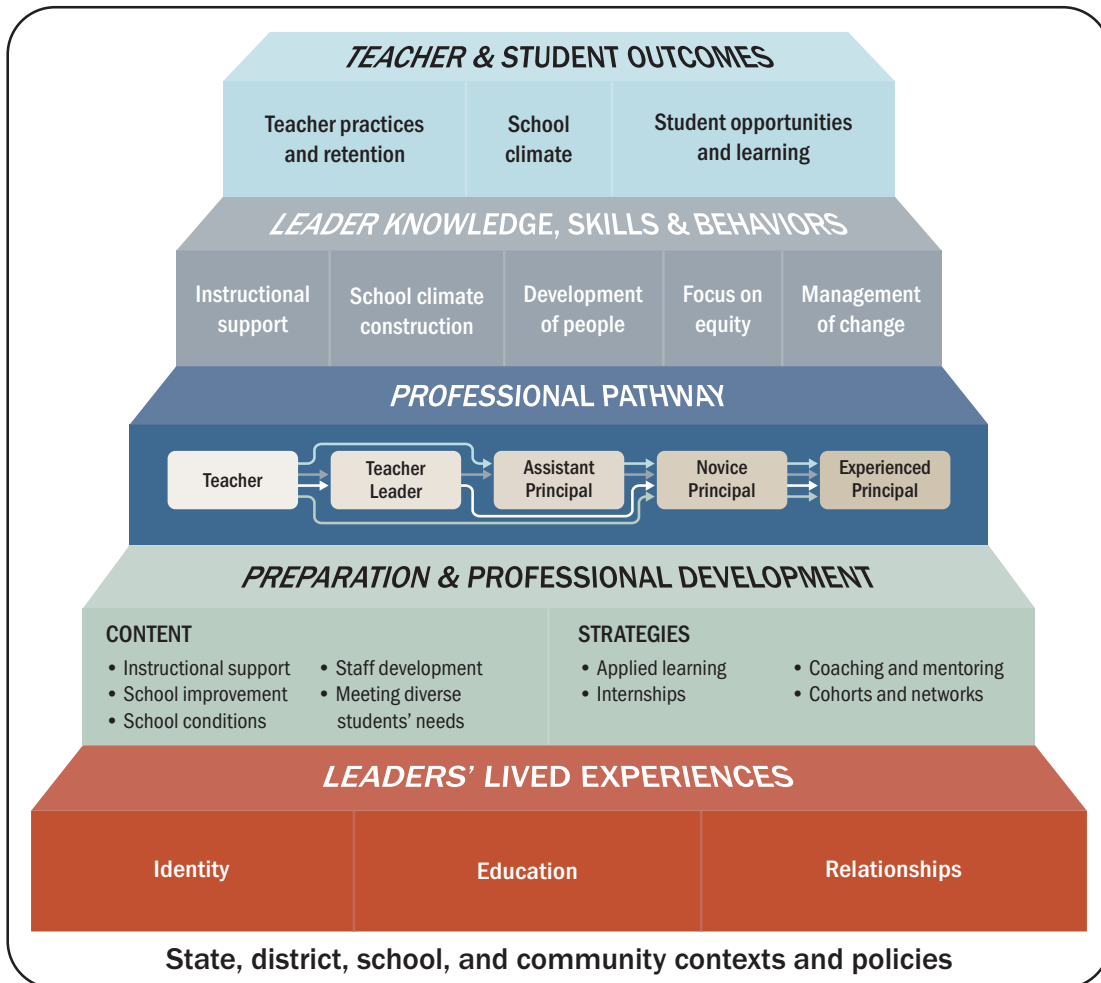 TEACHER & STUDENT OUTCOMES
Teacher practices
and retention
School
climate
Student opportunities
and learning
LEADER KNOWLEDGE, SKILLS & BEHAVIORS
Instructional
support
School climate
construction
Development
of people
Focus on
equity
Management
of change
PROFESSIONAL PATHWAY
Teacher
Teacher
Leader
Assistant
Principal
Novice
Principal
Experienced
Principal
PREPARATION & PROFESSIONAL DEVELOPMENT
CONTENT
• Instructional support
• School improvement
• School conditions
• Staff development
• Meeting diverse
students’ needs
STRATEGIES
• Applied learning
• Internships
• Coaching and mentoring
• Cohorts and networks
LEADERS’ LIVED EXPERIENCES
Identity
Education
Relationships
State, district, school, and community contexts and policies